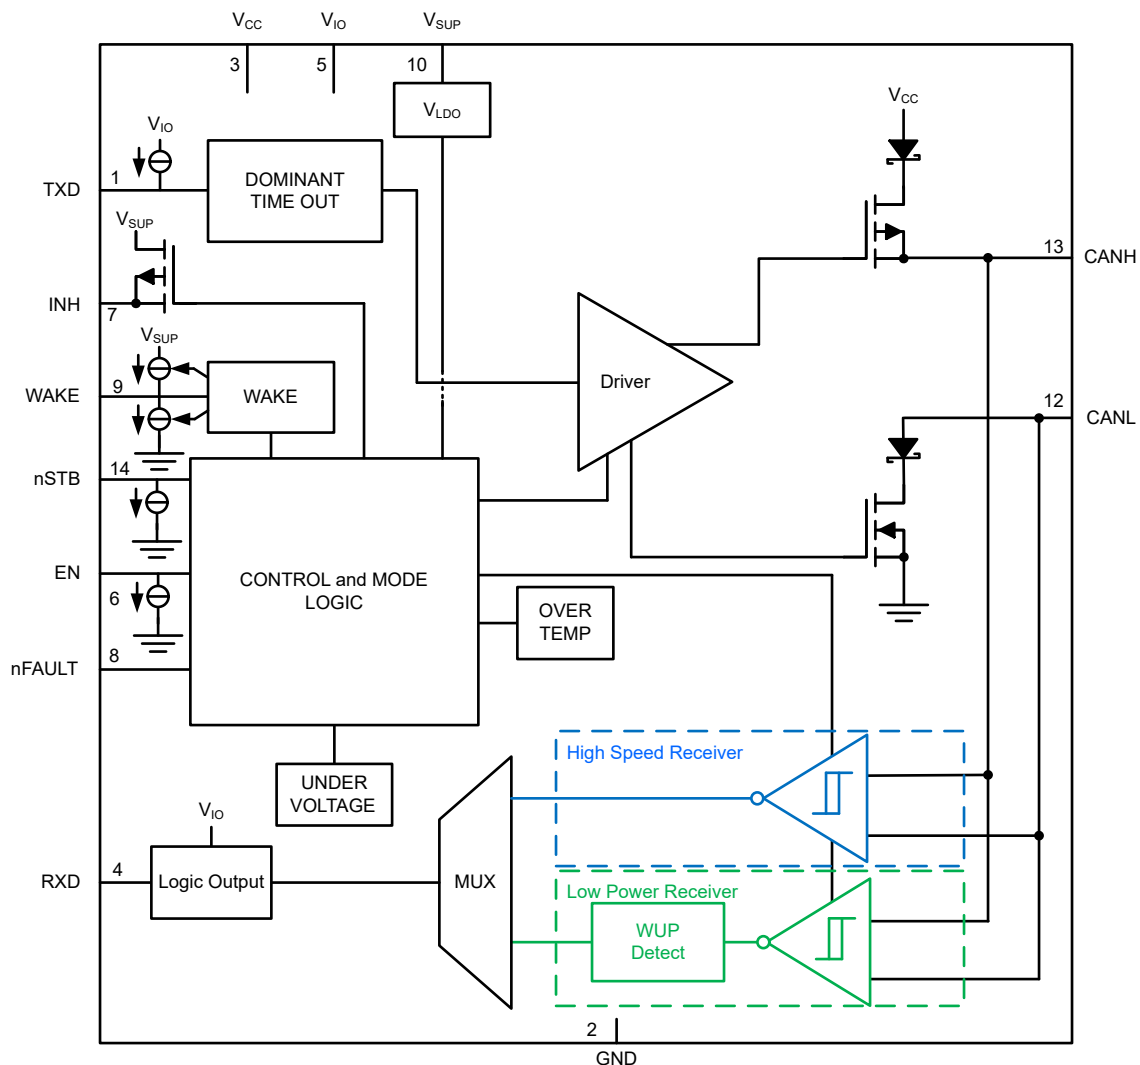 VCC
VIO
VSUP
3
5
10
VLDO
VCC
VIO
TXD
1
DOMINANT
TIME OUT
VSUP
13
CANH
INH
7
VSUP
Driver
WAKE
9
WAKE
12
CANL
nSTB
14
EN
6
CONTROL and MODE
LOGIC
OVER
TEMP
nFAULT
8
High Speed Receiver
UNDER
VOLTAGE
VIO
RXD
4
Logic Output
MUX
Low Power Receiver
WUP
Detect
2
GND